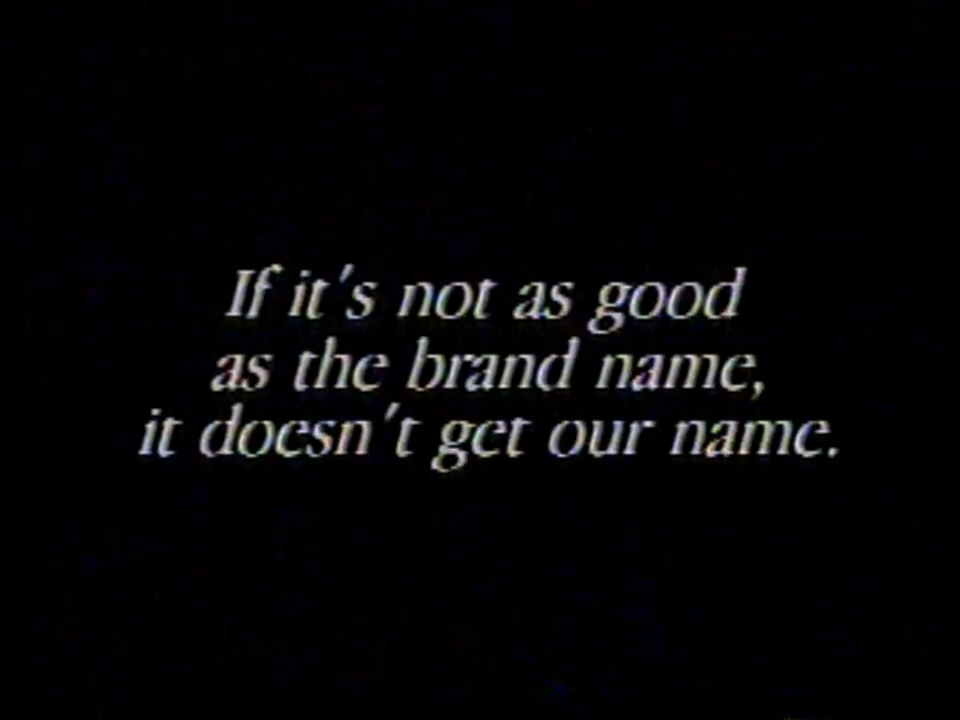 If it's not as good
as the brand name,
it doesn't get our name.